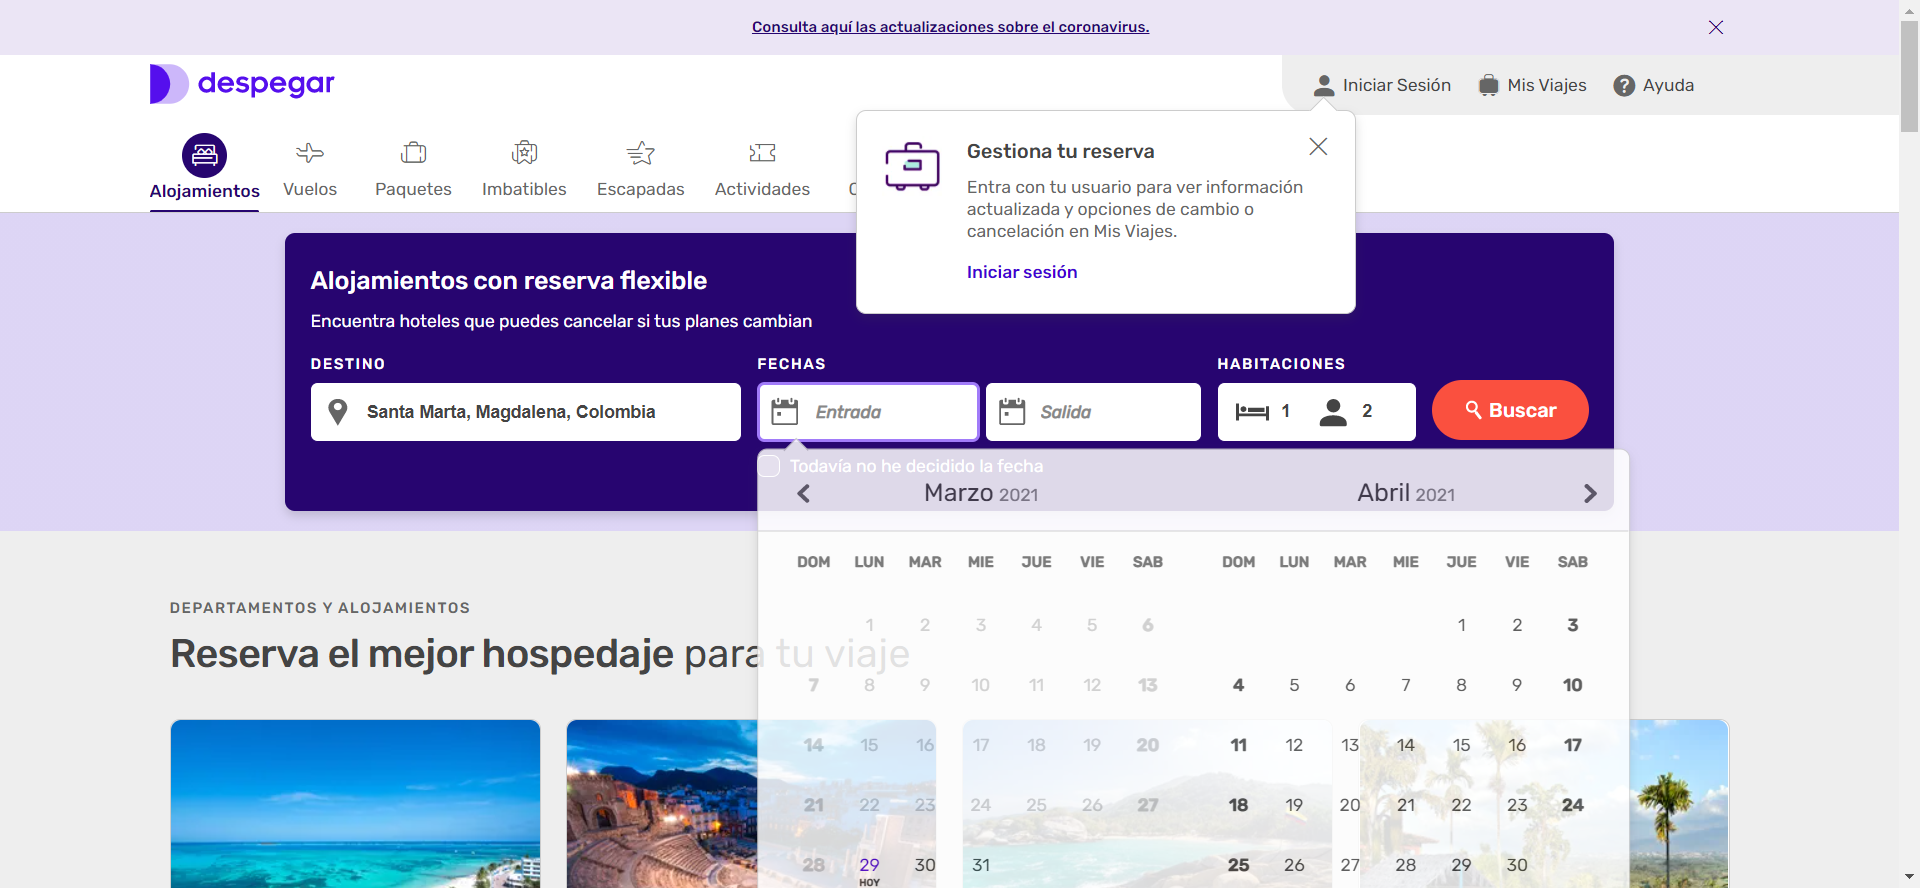 Consulta aquí las actualizaciones sobre el coronavirus.
despegar
Iniciar Sesión
Mis Viajes
? Ayuda
Alojamientos
Vuelos
Paquetes
Imbatibles
Escapadas
Actividades
Gestiona tu reserva
Entra con tu usuario para ver información
actualizada y opciones de cambio o
cancelación en Mis Viajes.
Iniciar sesión
Alojamientos con reserva flexible
Encuentra hoteles que puedes cancelar si tus planes cambian
DESTINO
FECHAS
HABITACIONES
Santa Marta, Magdalena, Colombia
Entrada
Salida
1
2
Buscar
Todavía no he decidido la fecha
Marzo 2021
Abril 2021
DOM LUN MAR MIE JUE VIE SAB
1 2 3 4 5 6
7 8 9 10 11 12 13
14 15 16 17 18 19 20
21 22 23 24 25 26 27
28 29 30 31
HOY
DOM LUN MAR MIE JUE VIE SAB
1 2 3
4 5 6 7 8 9 10
11 12 13 14 15 16 17
18 19 20 21 22 23 24
25 26 27 28 29 30
DEPARTAMENTOS Y ALOJAMIENTOS
Reserva el mejor hospedaje para tu viaje